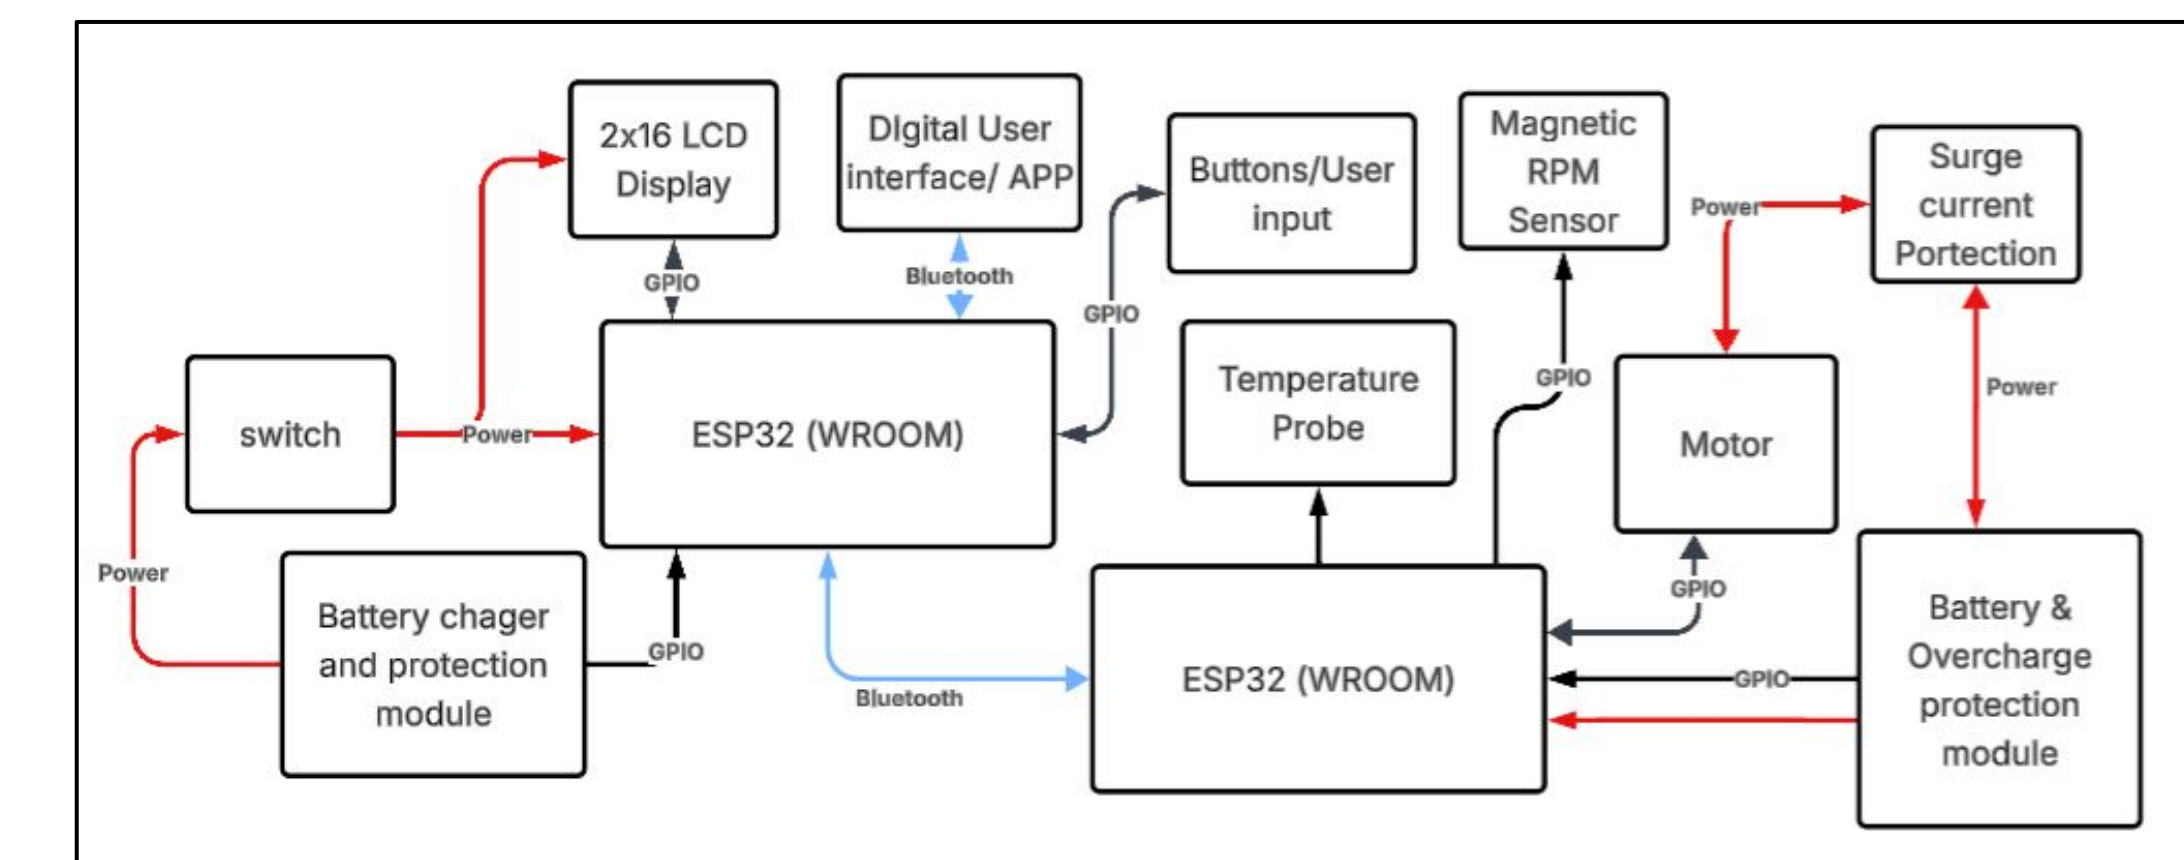 2x16 LCD
Display
DIgital User
interface/ APP
Buttons/User
input
Magnetic
RPM
Sensor
Surge
current
Portection
Power
GPIO
Bluetooth
GPIO
Power
switch
Power
ESP32 (WROOM)
Temperature
Probe
GPIO
Motor
Power
Battery chager
and protection
module
GPIO
Bluetooth
ESP32 (WROOM)
GPIO
GPIO
Battery &
Overcharge
protection
module